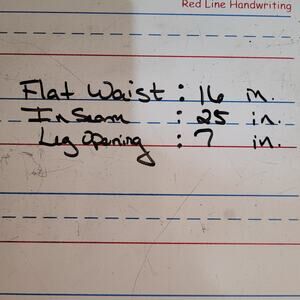 Red Line Handwriting
Flat Waist : 16 in.
Inseam : 25 in.
Leg Opening : 7 in.